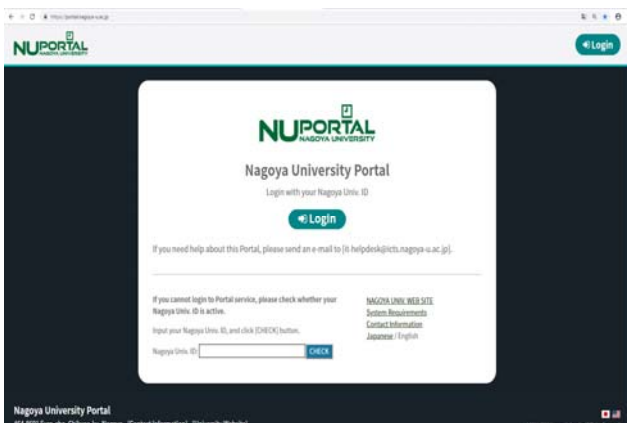 NUPORTAL
NAGOYA UNIVERSITY
Login
NUPORTAL
NAGOYA UNIVERSITY
Nagoya University Portal
Login with your Nagoya Univ. ID
Login
If you need help about this Portal, please send an e-mail to [it-helpdesk@icts.nagoya-u.ac.jp].
If you cannot login to Portal service, please check whether your
Nagoya Univ. ID is active.
Input your Nagoya Univ. ID, and click [CHECK] button.
Nagoya Univ. ID:
CHECK
NAGOYA UNIV. WEB SITE
System Requirements
Contact Information
Japanese / English
Nagoya University Portal